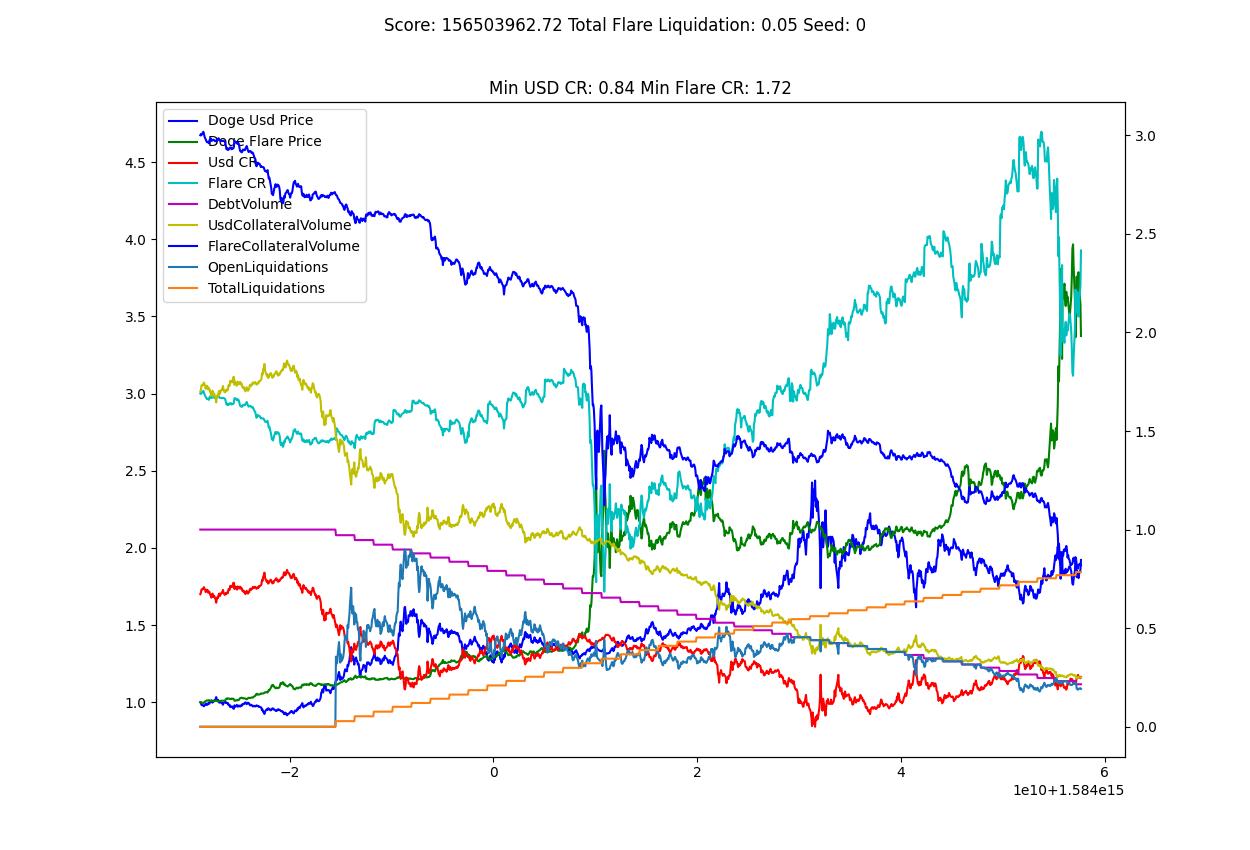 Score: 156503962.72 Total Flare Liquidation: 0.05 Seed: 0
Min USD CR: 0.84 Min Flare CR: 1.72
Doge Usd Price
Doge Flare Price
Usd CR
Flare CR
DebtVolume
UsdCollateralVolume
FlareCollateralVolume
OpenLiquidations
TotalLiquidations
4.5
4.0
3.5
3.0
2.5
2.0
1.5
1.0
3.0
2.5
2.0
1.5
1.0
0.5
0.0
−2 0 2 4 6
1e10+1.584e15